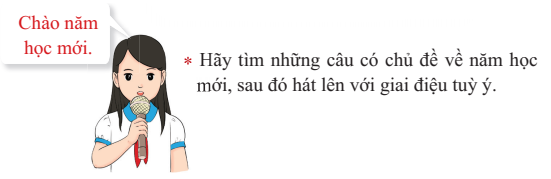 Chào năm
học mới.
* Hãy tìm những câu có chủ đề về năm học
mới, sau đó hát lên với giai điệu tuỳ ý.